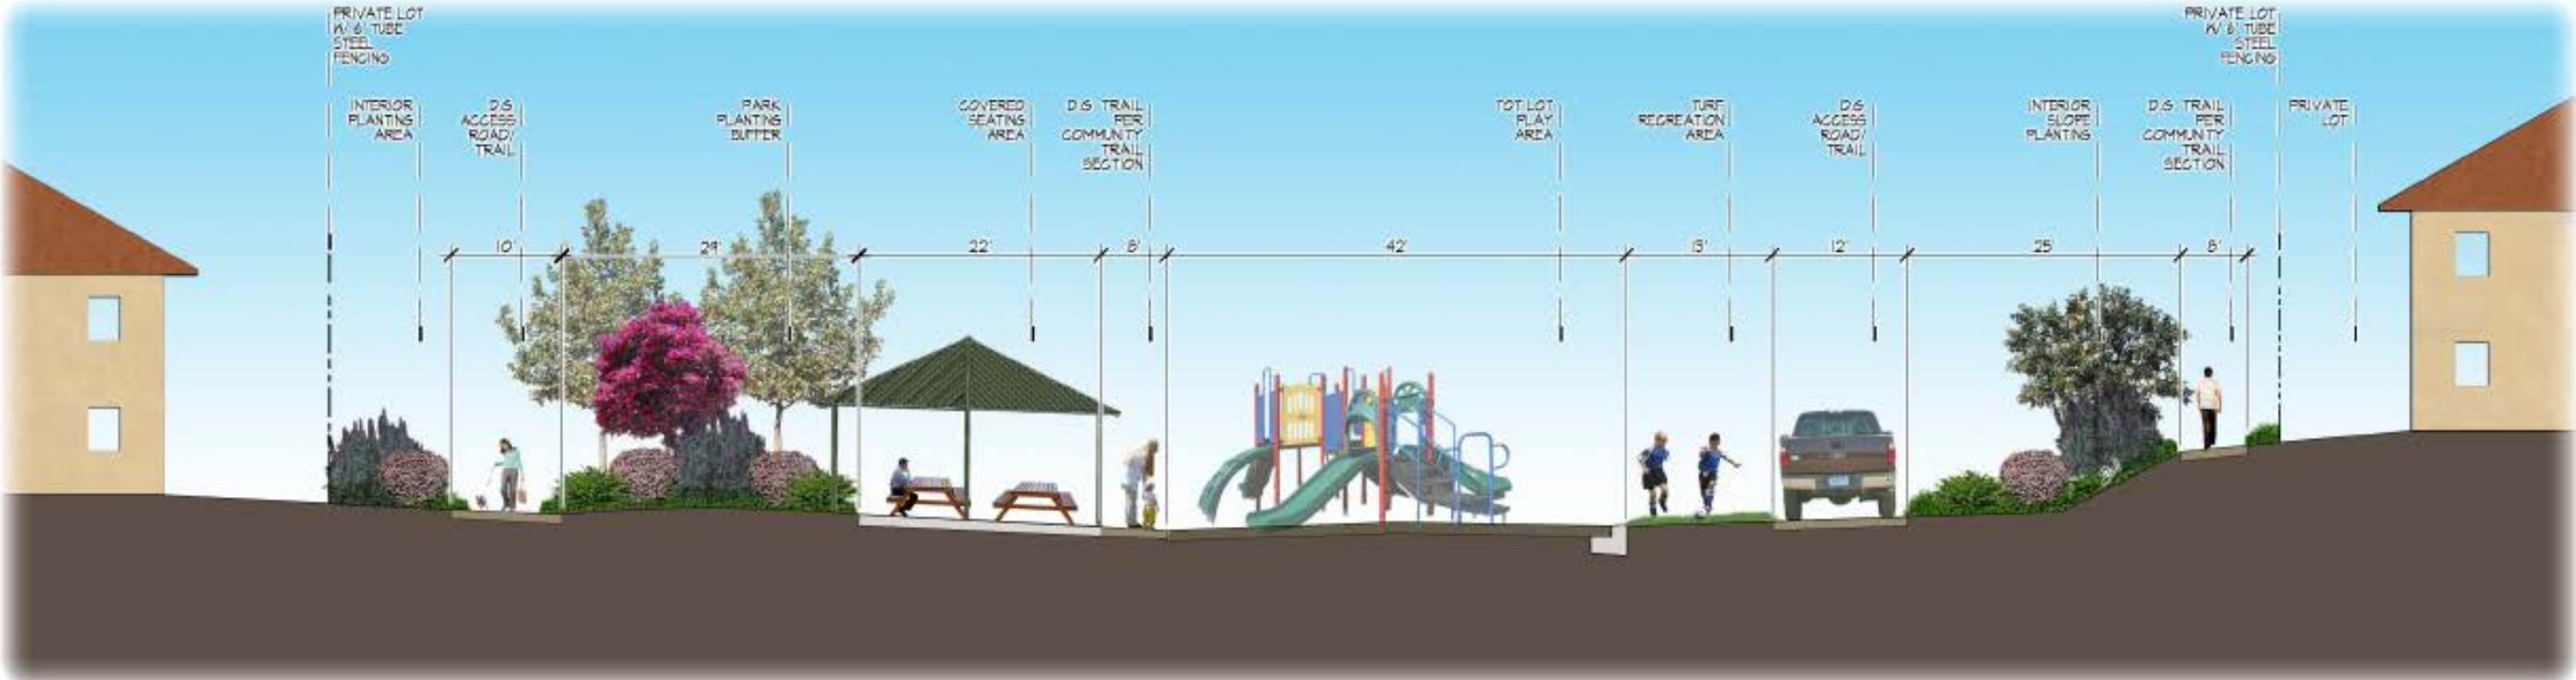 PRIVATE LOT
W/ 6' TUBE
STEEL
FENCING
PRIVATE LOT
W/ 6' TUBE
STEEL
FENCING
INTERIOR
PLANTING
AREA
D.G.
ACCESS
ROAD/
TRAIL
PARK
PLANTING
BUFFER
COVERED
SEATING
AREA
D.G. TRAIL
PER
COMMUNITY
TRAIL
SECTION
TOT LOT
PLAY
AREA
TURF
RECREATION
AREA
D.G.
ACCESS
ROAD/
TRAIL
INTERIOR
SLOPE
PLANTING
D.G. TRAIL
PER
COMMUNITY
TRAIL
SECTION
PRIVATE
LOT
10'
29'
22'
8'
42'
13'
12'
25
8'